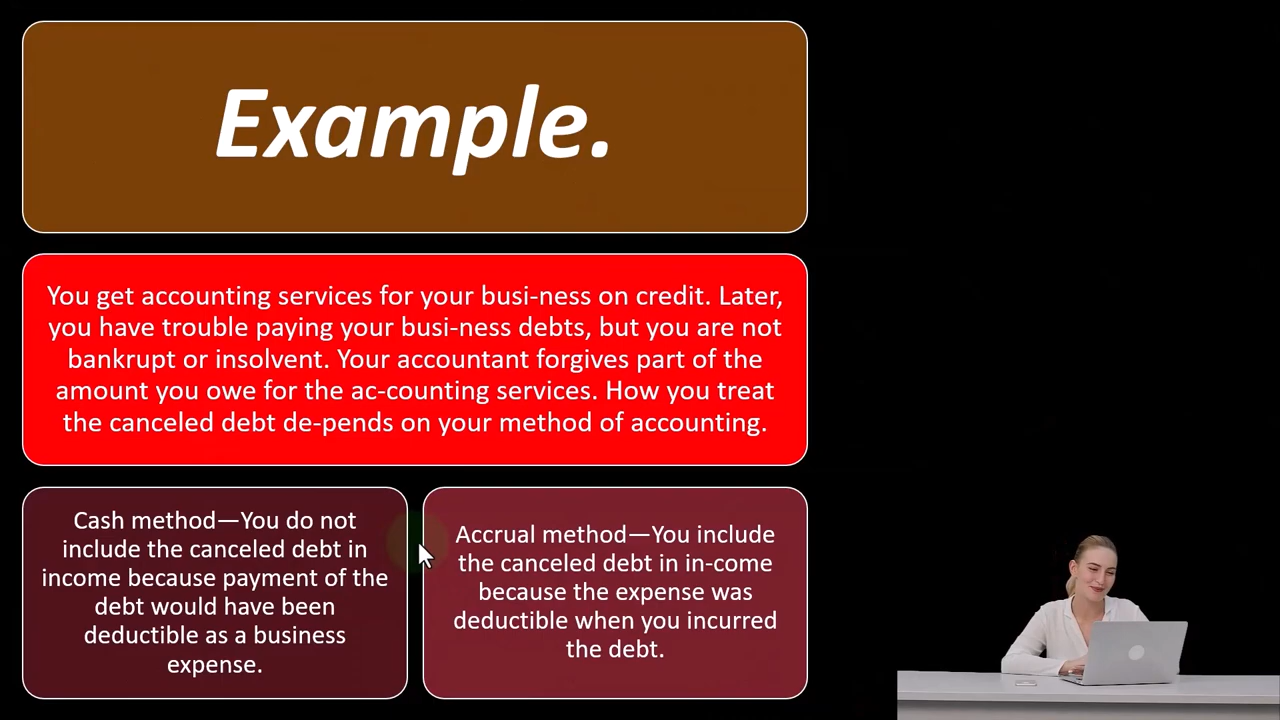 Example.
You get accounting services for your busi-ness on credit. Later,
you have trouble paying your busi-ness debts, but you are not
bankrupt or insolvent. Your accountant forgives part of the
amount you owe for the ac-counting services. How you treat
the canceled debt de-pends on your method of accounting.
Cash method—You do not
include the canceled debt in
income because payment of the
debt would have been
deductible as a business
expense.
Accrual method—You include
the canceled debt in in-come
because the expense was
deductible when you incurred
the debt.